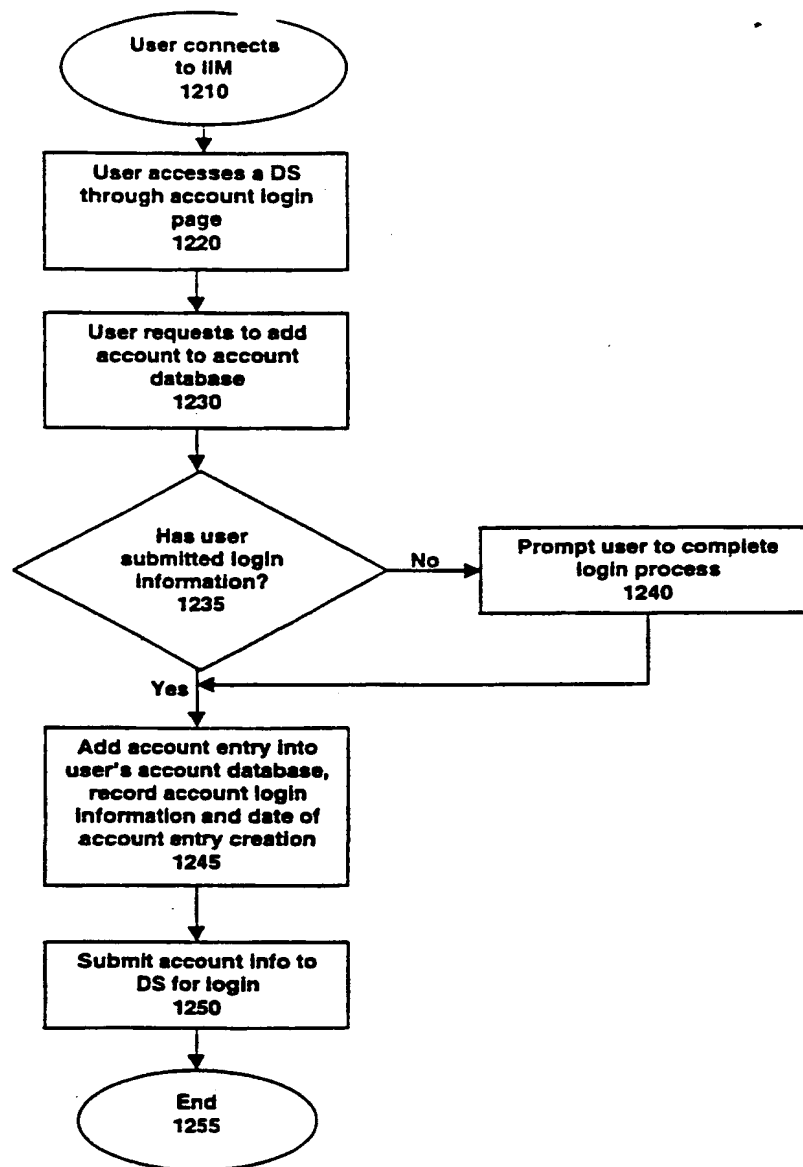 User connects
to IIM
1210
User accesses a DS
through account login
page
1220
User requests to add
account to account
database
1230
Has user
submitted login
information?
1235
No
Prompt user to complete
login process
1240
Yes
Add account entry into
user's account database,
record account login
information and date of
account entry creation
1245
Submit account info to
DS for login
1250
End
1255